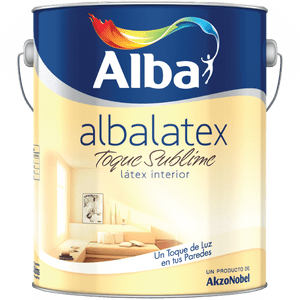 Alba
albalatex
Toque Sublime
látex interior
Un Toque de Luz
en tus Paredes
UN PRODUCTO DE
AkzoNobel